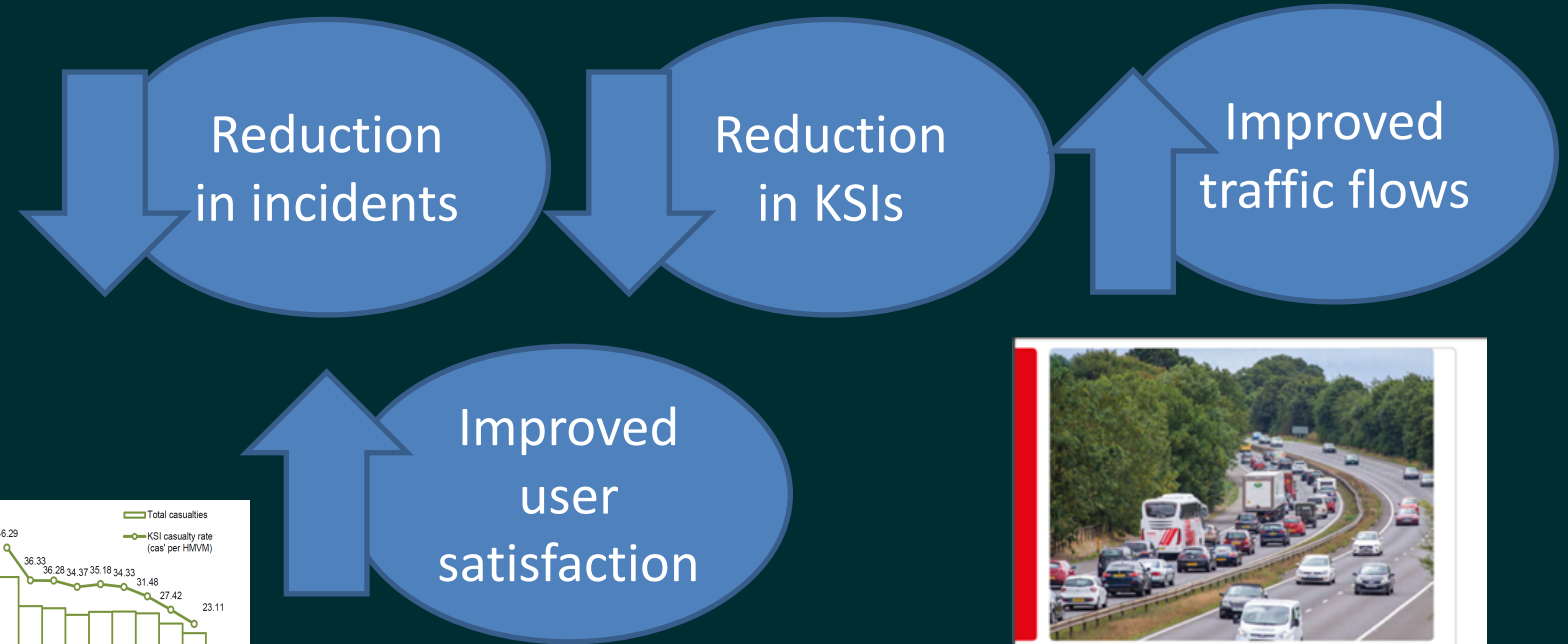 Reduction
in incidents
Reduction
in KSIs
Improved
traffic flows
Improved
user
satisfaction
Total casualties
KSI casualty rate
(cas' per HMVM)
36.33
36.28
34.37
35.18
34.33
31.48
27.42
23.11